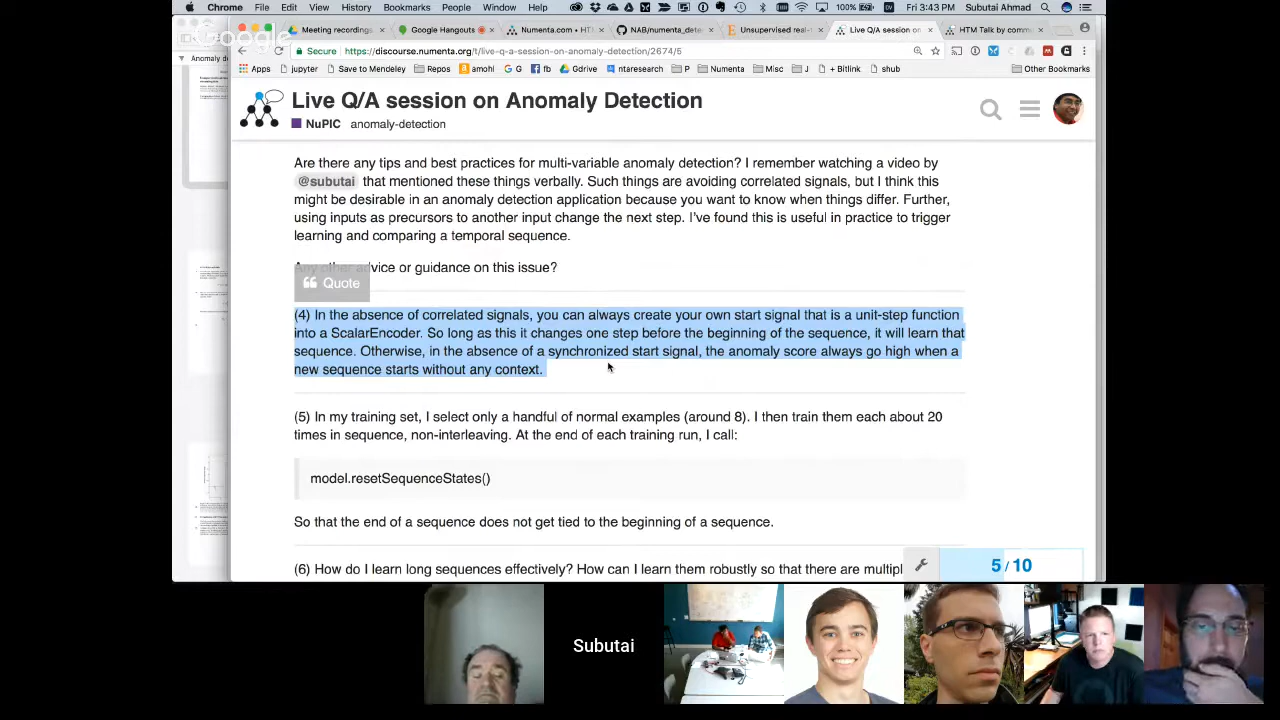 Chrome File Edit View History Bookmarks People Window Help 100% Fri 3:43 PM Subutai Ahmad
Meeting recordings Google Hangouts Numenta.com • HT NAB/numenta_dete Unsupervised real- Live Q/A session on HTM Talk by commu
Secure https://discourse.numenta.org/t/live-q-a-session-on-anomaly-detection/2674/5
Anomaly d
Apps jupyter Save to Mendeley Repos amohl G fb Gdrive P Numenta Misc J + Bitlink shub Other Bookmarks
Live Q/A session on Anomaly Detection
NuPIC anomaly-detection
Are there any tips and best practices for multi-variable anomaly detection? I remember watching a video by
@subutai that mentioned these things verbally. Such things are avoiding correlated signals, but I think this
might be desirable in an anomaly detection application because you want to know when things differ. Further,
using inputs as precursors to another input change the next step. I've found this is useful in practice to trigger
learning and comparing a temporal sequence.
Any other advice or guidance on this issue?
Quote
(4) In the absence of correlated signals, you can always create your own start signal that is a unit-step function
into a ScalarEncoder. So long as this it changes one step before the beginning of the sequence, it will learn that
sequence. Otherwise, in the absence of a synchronized start signal, the anomaly score always go high when a
new sequence starts without any context.
(5) In my training set, I select only a handful of normal examples (around 8). I then train them each about 20
times in sequence, non-interleaving. At the end of each training run, I call:
model.resetSequenceStates()
So that the end of a sequence does not get tied to the beginning of a sequence.
(6) How do I learn long sequences effectively? How can I learn them robustly so that there are multipl
5 / 10
Subutai